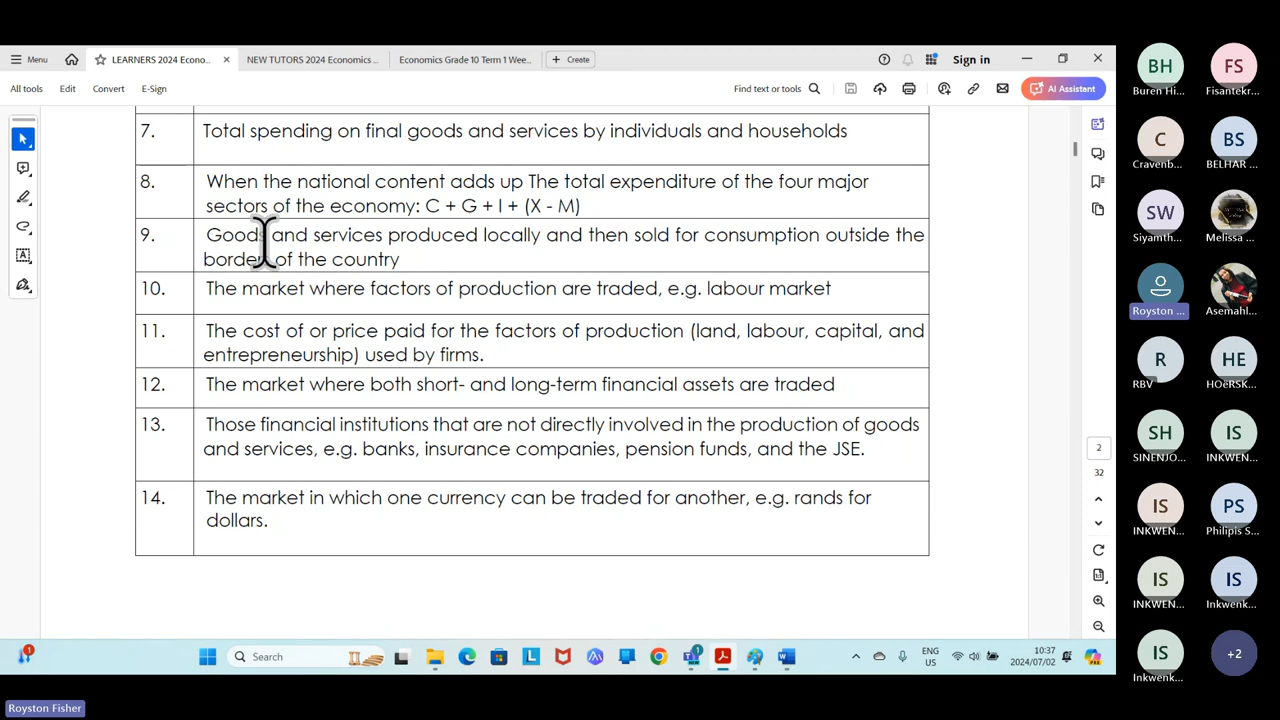 BH
FS
Buren Hi...
Fisantekr...
Menu
LEARNERS 2024 Econo...
NEW TUTORS 2024 Economics ...
Economics Grade 10 Term 1 Wee...
Create
Sign in
All tools
Edit
Convert
E-Sign
Find text or tools
AI Assistant
7. Total spending on final goods and services by individuals and households
8. When the national content adds up The total expenditure of the four major
sectors of the economy: C + G + I + (X - M)
9. Goods and services produced locally and then sold for consumption outside the
border of the country
10. The market where factors of production are traded, e.g. labour market
11. The cost of or price paid for the factors of production (land, labour, capital, and
entrepreneurship) used by firms.
12. The market where both short- and long-term financial assets are traded
13. Those financial institutions that are not directly involved in the production of goods
and services, e.g. banks, insurance companies, pension funds, and the JSE.
14. The market in which one currency can be traded for another, e.g. rands for
dollars.
2
32
C
BS
Cravenb...
BELHAR ...
SW
Siyamth...
Melissa ...
Royston ...
Asemahl...
R
HE
RBV
HOëRSK...
SH
IS
SINENJO...
INKWEN...
IS
PS
INKWEN...
Philipis S...
IS
IS
INKWEN...
Inkwenk...
IS
+2
Inkwenk...
1
Search
1
ENG
US
10:37
2024/07/02
Royston Fisher